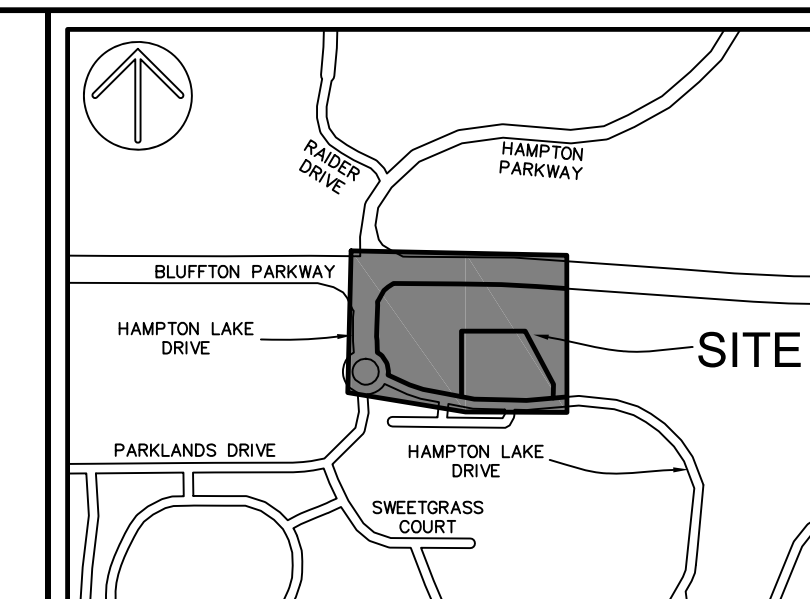 RAIDER
DRIVE
HAMPTON
PARKWAY
BLUFFTON PARKWAY
HAMPTON LAKE
DRIVE
SITE
PARKLANDS DRIVE
HAMPTON LAKE
DRIVE
SWEETGRASS
COURT